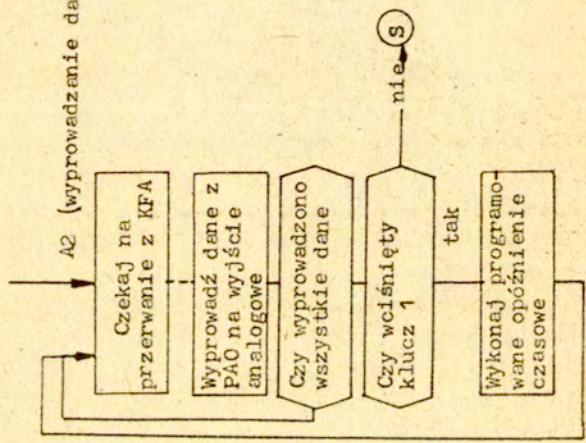 A2 (wyprowadzanie da
Czekaj na
przerwanie z KFA
Wyprowadź dane z
PAO na wyjście
analogowe
Czy wyprowadzono
wszystkie dane
Czy wciśnięty
klucz 1
nie
S
tak
Wykonaj programo-
wane opóźnienie
czasowe